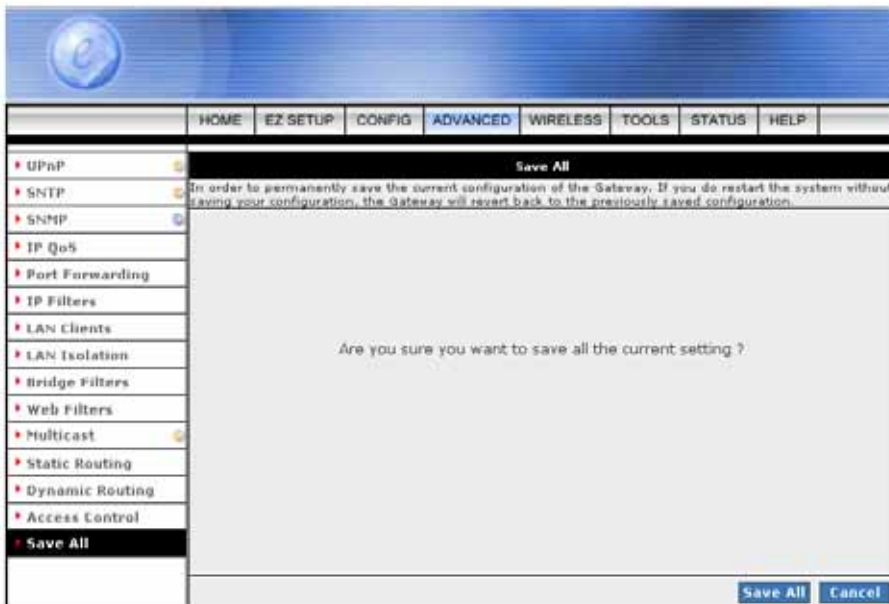 e
HOME EZ SETUP CONFIG ADVANCED WIRELESS TOOLS STATUS HELP
UPnP
SNTP
SNMP
IP QoS
Port Forwarding
IP Filters
LAN Clients
LAN Isolation
Bridge Filters
Web Filters
Multicast
Static Routing
Dynamic Routing
Access Control
Save All
Save All
In order to permanently save the current configuration of the Gateway. If you do restart the system without
saving your configuration, the Gateway will revert back to the previously saved configuration.
Are you sure you want to save all the current setting ?
Save All Cancel